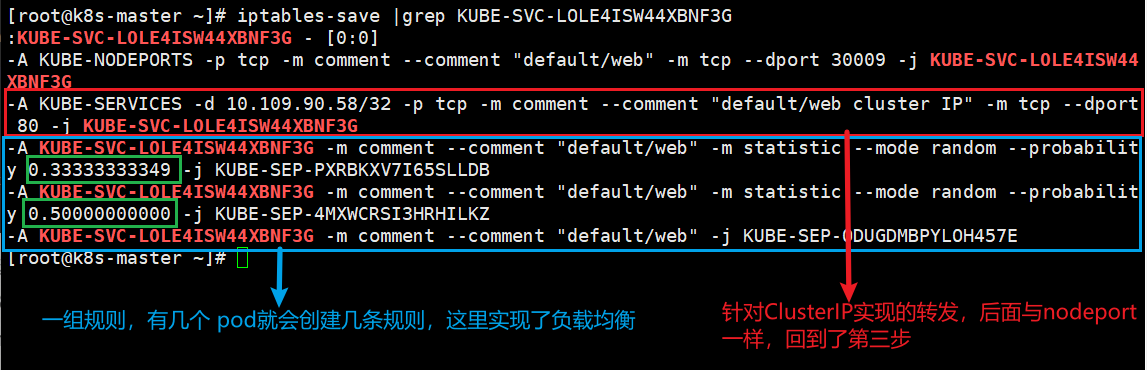 [root@k8s-master ~]# iptables-save |grep KUBE-SVC-LOLE4ISW44XBNF3G
:KUBE-SVC-LOLE4ISW44XBNF3G - [0:0]
-A KUBE-NODEPORTS -p tcp -m comment --comment "default/web" -m tcp --dport 30009 -j KUBE-SVC-LOLE4ISW44
XBNF3G
-A KUBE-SERVICES -d 10.109.90.58/32 -p tcp -m comment --comment "default/web cluster IP" -m tcp --dport
 80 -j KUBE-SVC-LOLE4ISW44XBNF3G
-A KUBE-SVC-LOLE4ISW44XBNF3G -m comment --comment "default/web" -m statistic --mode random --probabilit
y 0.33333333349 -j KUBE-SEP-PXRBKXV7I65SLLDB
-A KUBE-SVC-LOLE4ISW44XBNF3G -m comment --comment "default/web" -m statistic --mode random --probabilit
y 0.50000000000 -j KUBE-SEP-4MXWCRSI3HRHILKZ
-A KUBE-SVC-LOLE4ISW44XBNF3G -m comment --comment "default/web" -j KUBE-SEP-ODUGDMBPYLOH457E
[root@k8s-master ~]#
一组规则，有几个 pod就会创建几条规则，这里实现了负载均衡
针对ClusterIP实现的转发，后面与nodeport
一样，回到了第三步